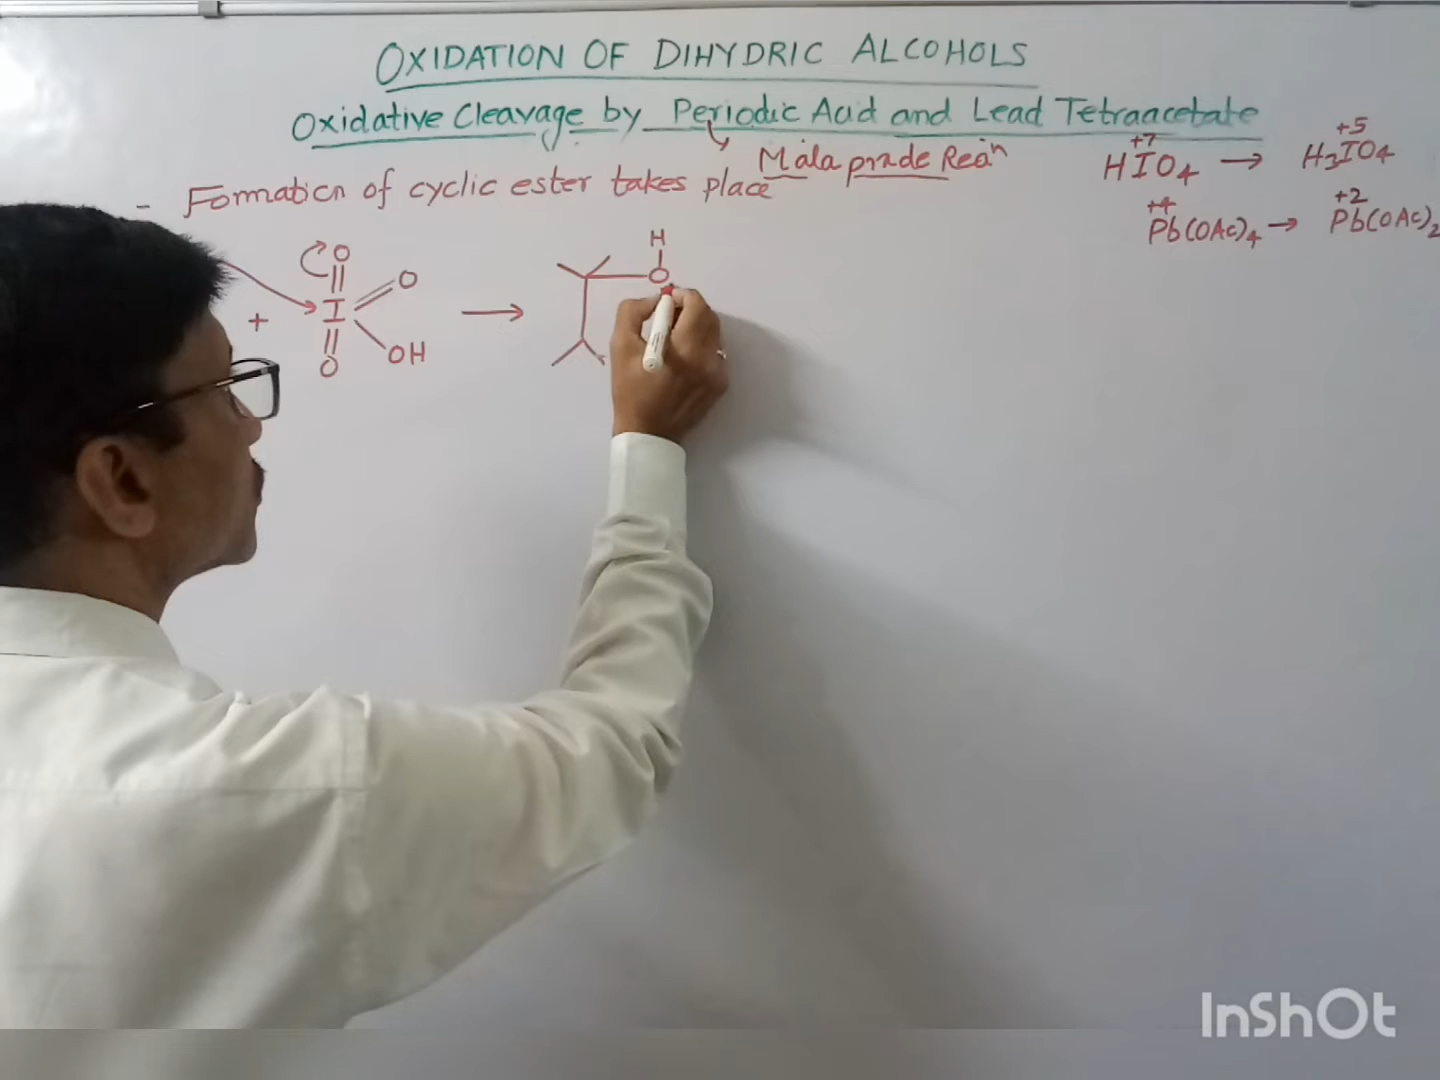 OXIDATION OF DIHYDRIC ALCOHOLS
Oxidative Cleavage by Periodic Acid and Lead Tetraacetate
Malaprade Reaⁿ
- Formation of cyclic ester takes place
+7 +5
HIO₄ → H₃IO₄
+4 +2
Pb(OAc)₄ → Pb(OAc)₂
H
O
O
O
+ I →
O
OH
InShOt